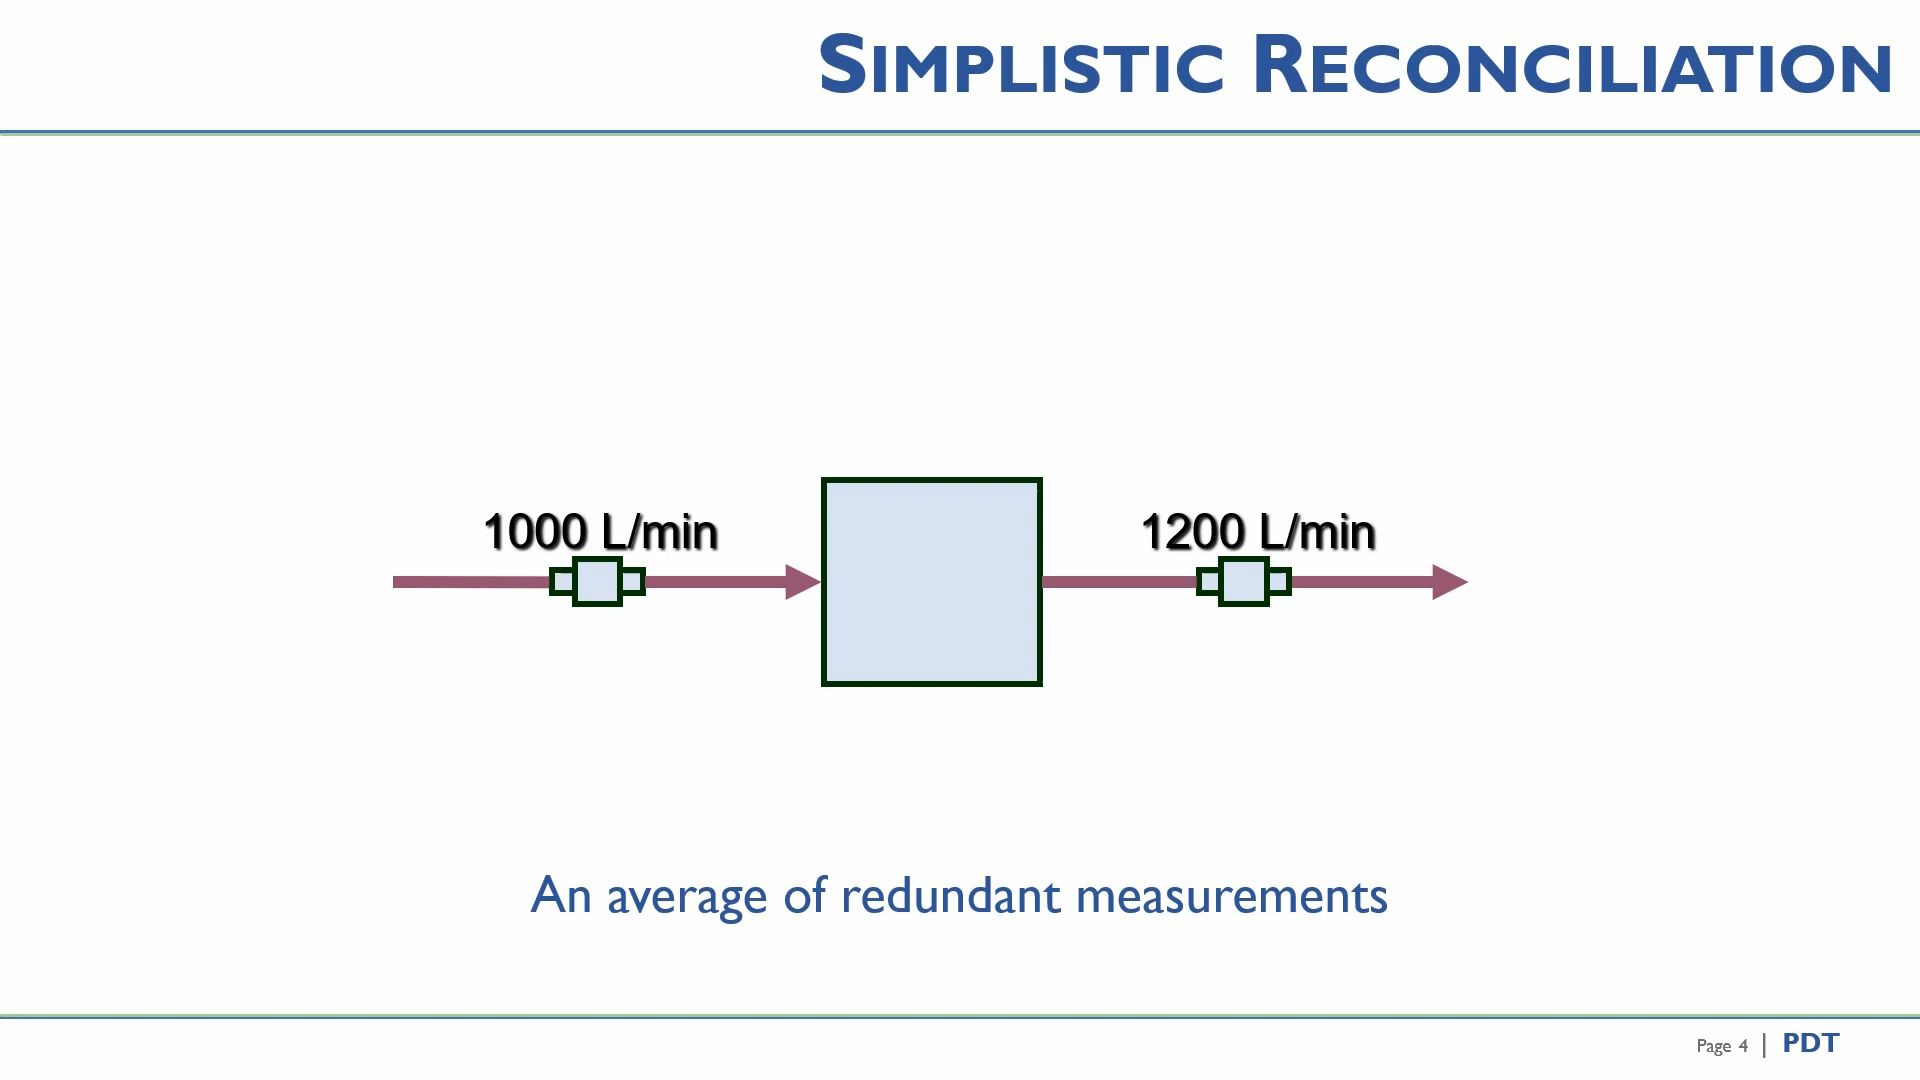 SIMPLISTIC RECONCILIATION
1000 L/min
1200 L/min
An average of redundant measurements
Page 4 | PDT